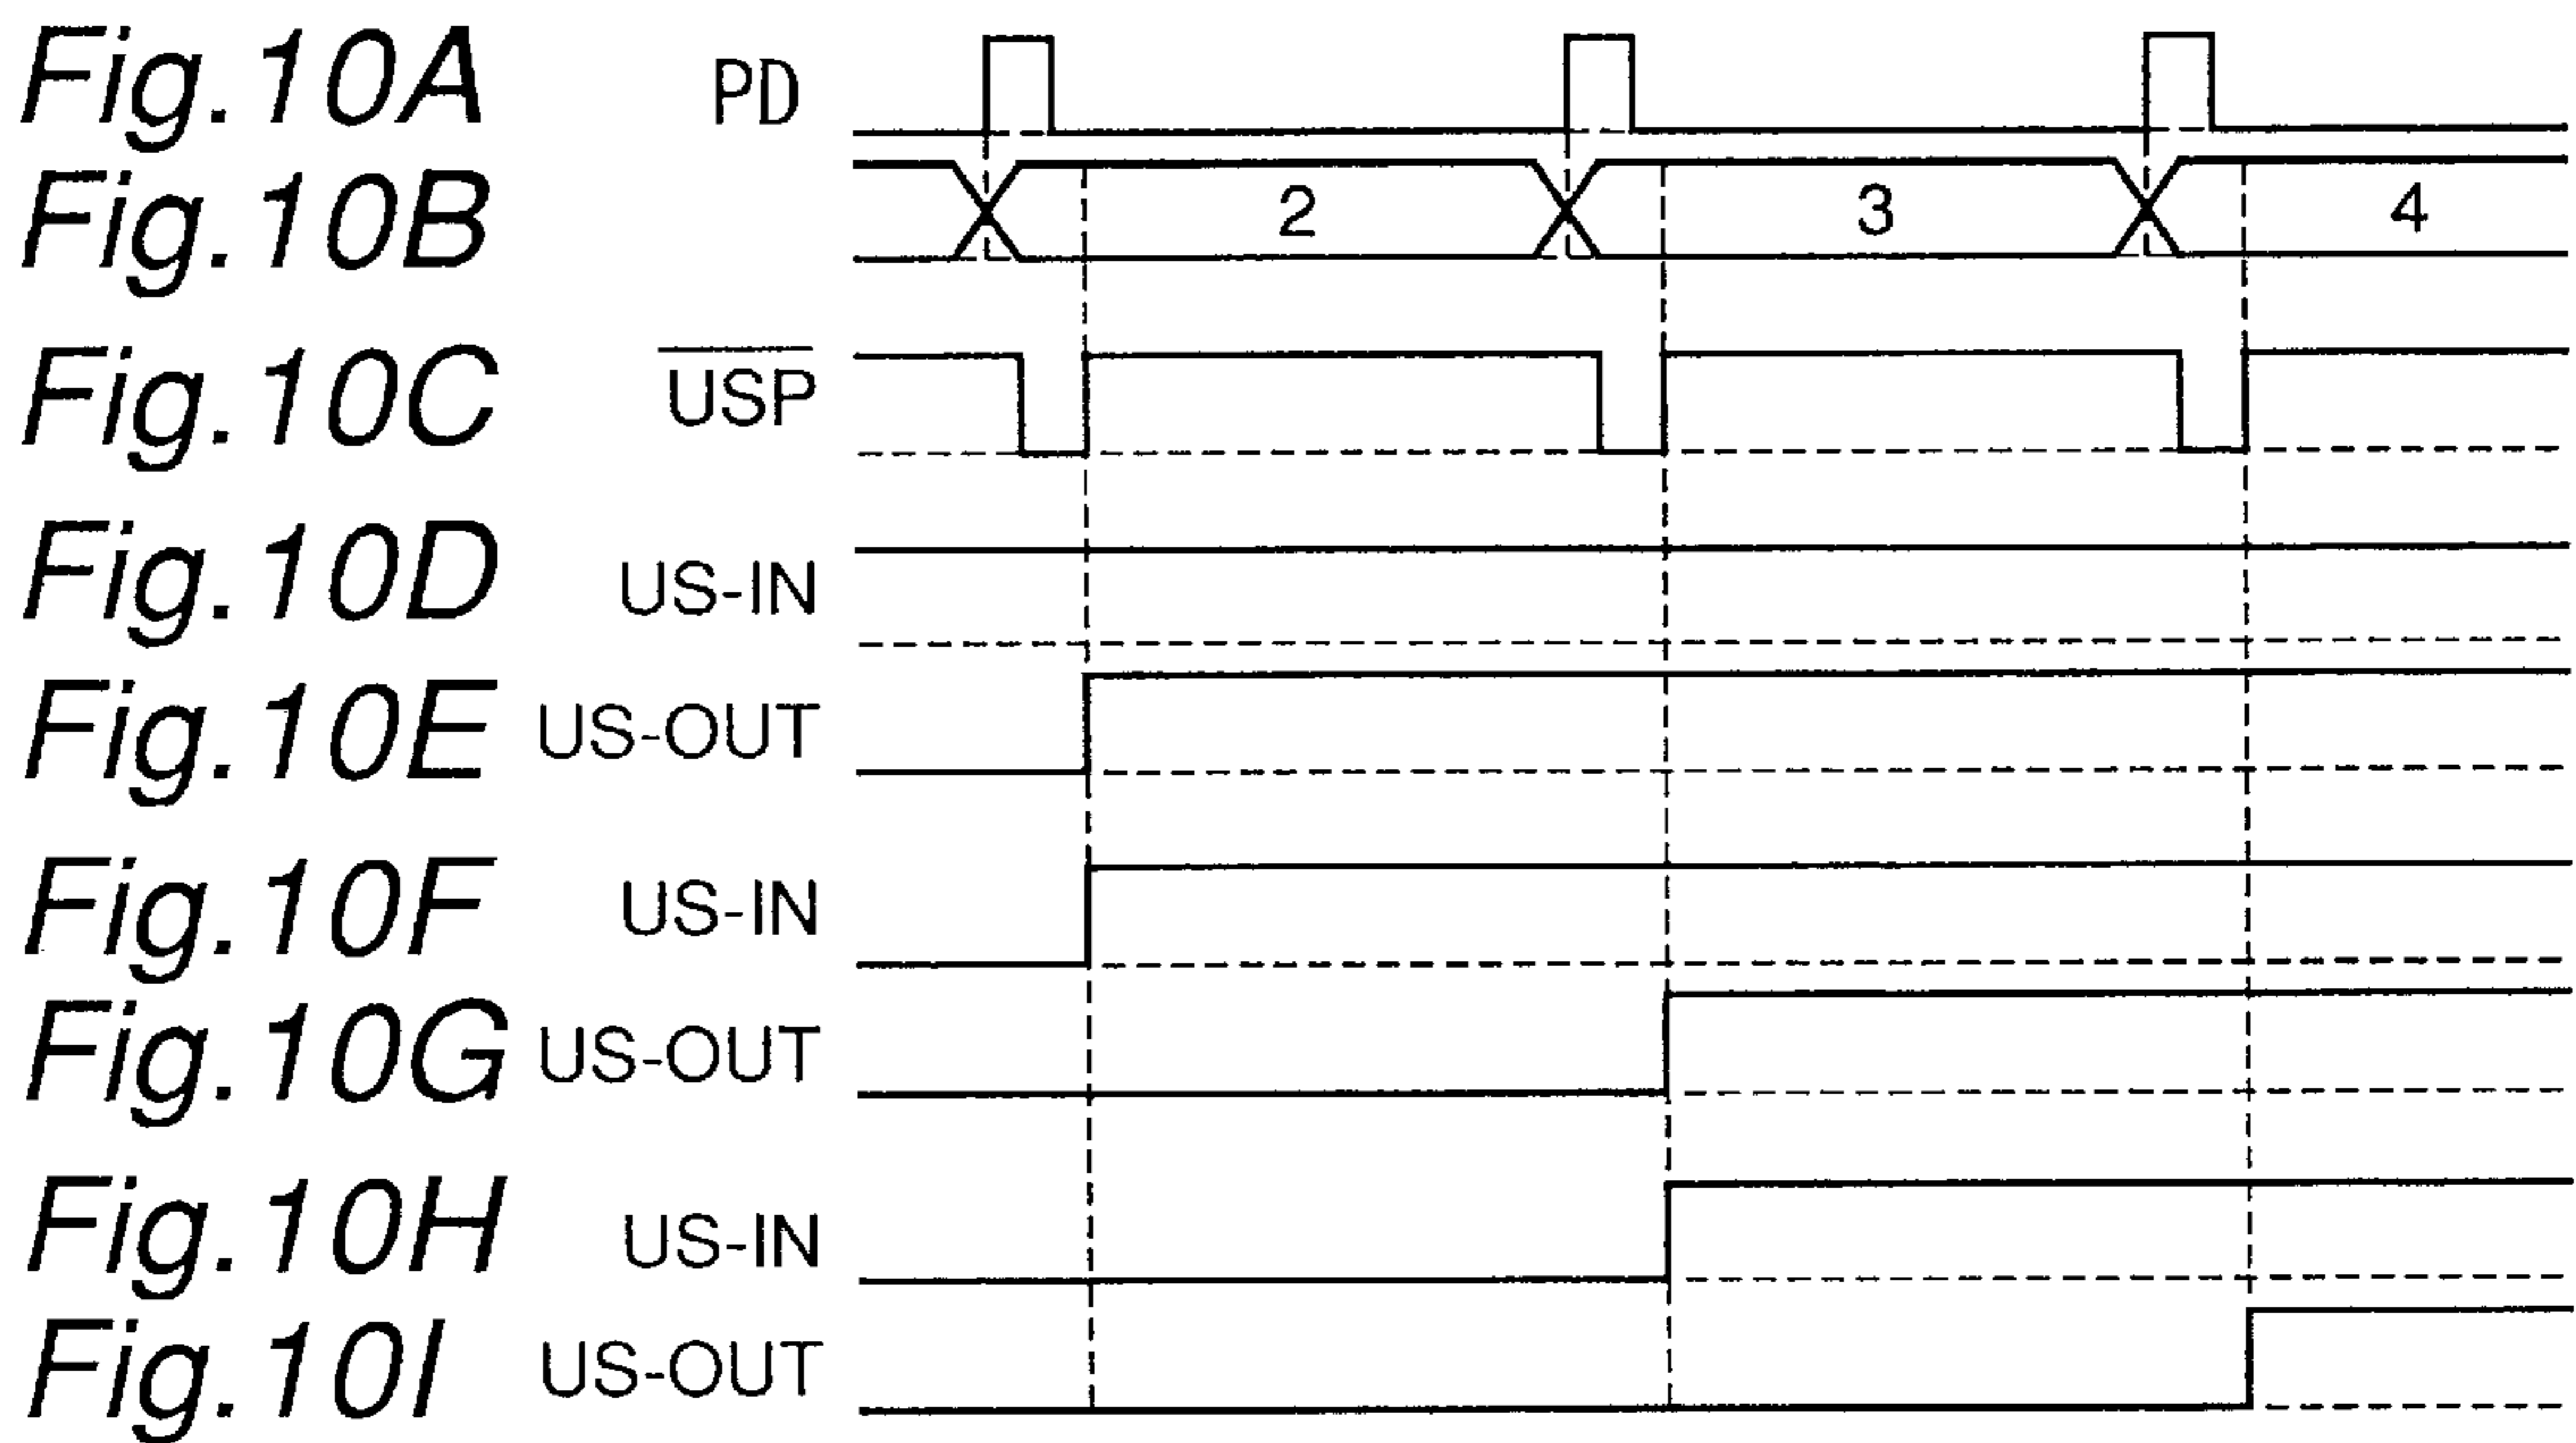 Fig.10A PD
Fig.10B 2 3 4
Fig.10C U̅S̅P̅
Fig.10D US-IN
Fig.10E US-OUT
Fig.10F US-IN
Fig.10G US-OUT
Fig.10H US-IN
Fig.10I US-OUT